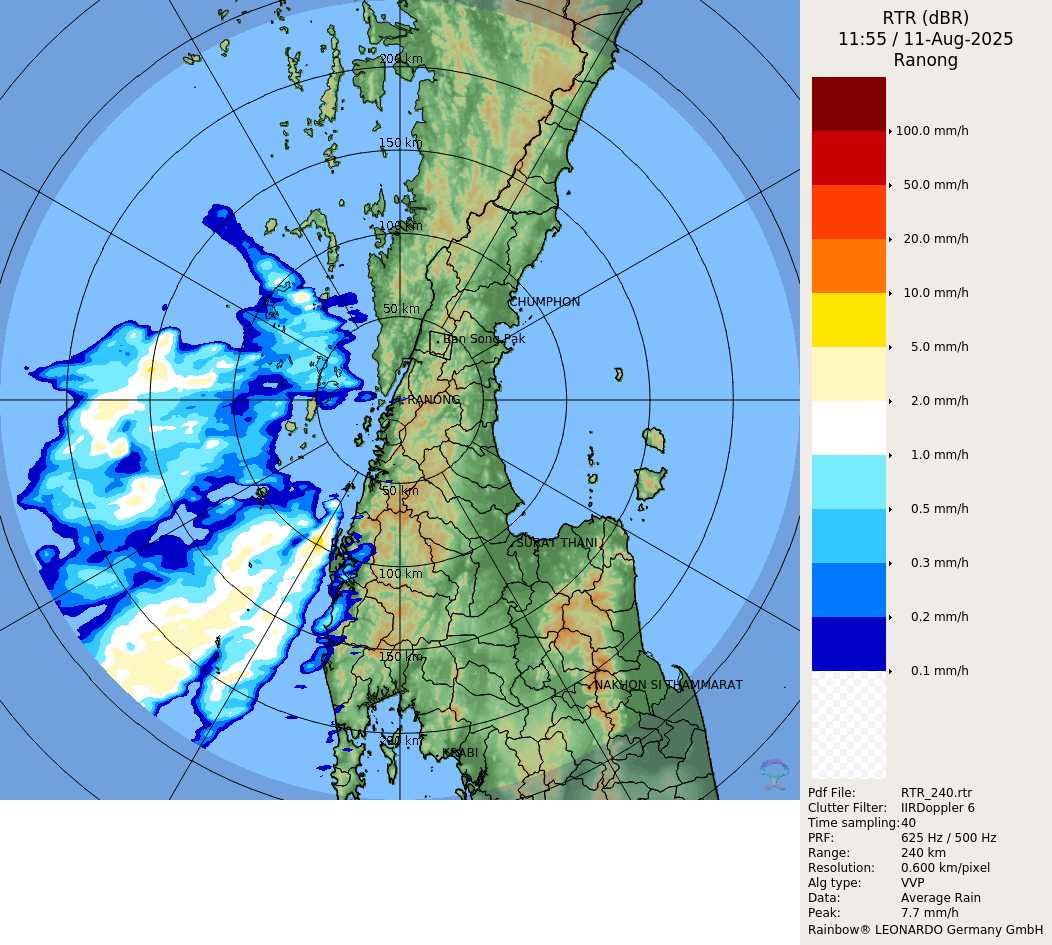 RTR (dBR)
11:55 / 11-Aug-2025
Ranong
200 km
150 km
100 km
50 km
CHUMPHON
Ban Song Pak
RANONG
50 km
SURAT THANI
100 km
150 km
NAKHON SI THAMMARAT
200 km
KRABI
100.0 mm/h
50.0 mm/h
20.0 mm/h
10.0 mm/h
5.0 mm/h
2.0 mm/h
1.0 mm/h
0.5 mm/h
0.3 mm/h
0.2 mm/h
0.1 mm/h
Pdf File: RTR_240.rtr
Clutter Filter: IIRDoppler 6
Time sampling:40
PRF: 625 Hz / 500 Hz
Range: 240 km
Resolution: 0.600 km/pixel
Alg type: VVP
Data: Average Rain
Peak: 7.7 mm/h
Rainbow® LEONARDO Germany GmbH